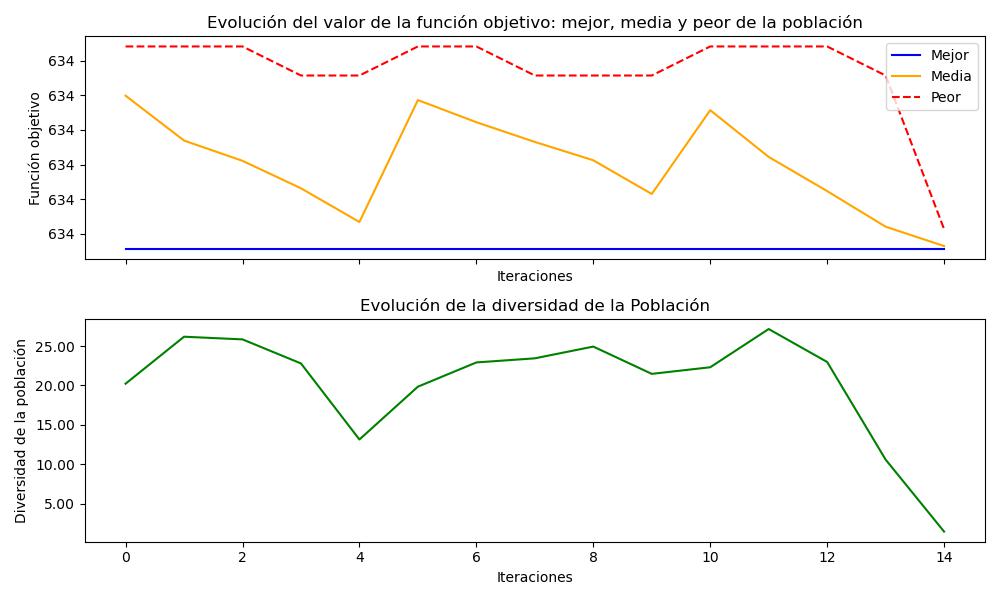 Evolución del valor de la función objetivo: mejor, media y peor de la población
Función objetivo
634
634
634
634
634
634
Mejor
Media
Peor
Iteraciones
Evolución de la diversidad de la Población
Diversidad de la población
25.00
20.00
15.00
10.00
5.00
0 2 4 6 8 10 12 14
Iteraciones